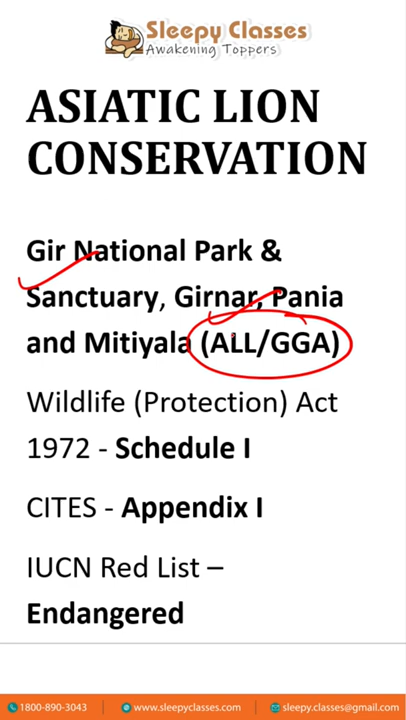 Sleepy Classes
Awakening Toppers
ASIATIC LION
CONSERVATION
Gir National Park &
Sanctuary, Girnar, Pania
and Mitiyala (ALL/GGA)
Wildlife (Protection) Act
1972 - Schedule I
CITES - Appendix I
IUCN Red List –
Endangered
1800-890-3043 www.sleepyclasses.com sleepy.classes@gmail.com